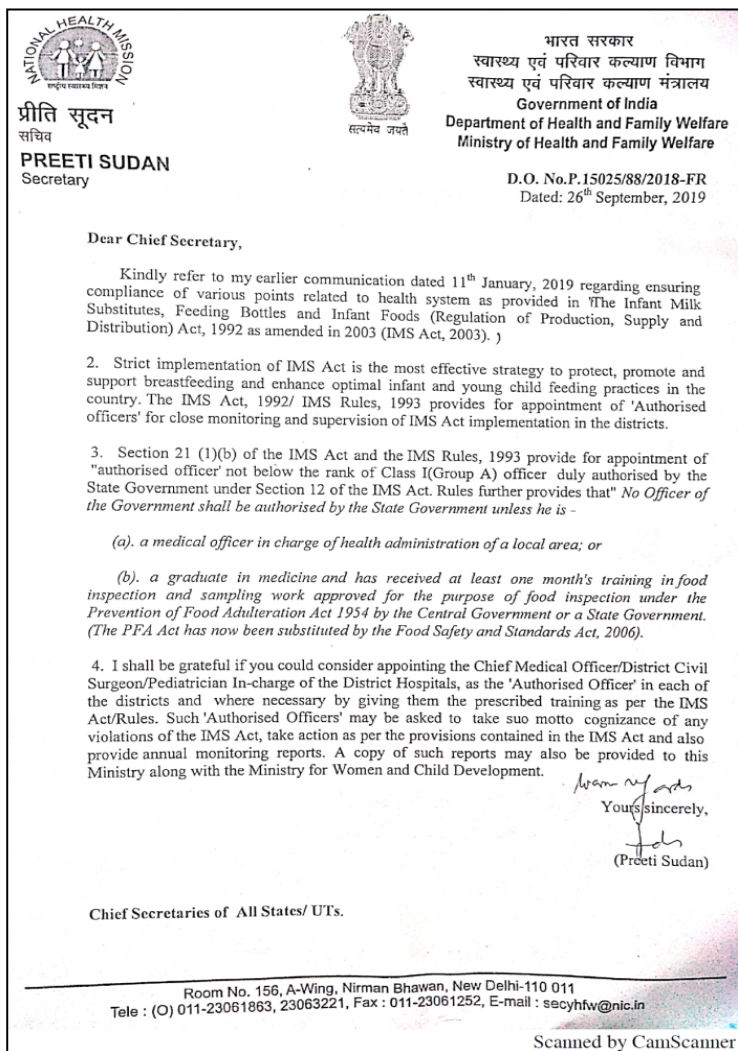 NATIONAL HEALTH MISSION
राष्ट्रीय स्वास्थ्य मिशन
सत्यमेव जयते
प्रीति सूदन
सचिव
PREETI SUDAN
Secretary
भारत सरकार
स्वास्थ्य एवं परिवार कल्याण विभाग
स्वास्थ्य एवं परिवार कल्याण मंत्रालय
Government of India
Department of Health and Family Welfare
Ministry of Health and Family Welfare
D.O. No.P.15025/88/2018-FR
Dated: 26th September, 2019
Dear Chief Secretary,
Kindly refer to my earlier communication dated 11th January, 2019 regarding ensuring
compliance of various points related to health system as provided in 'The Infant Milk
Substitutes, Feeding Bottles and Infant Foods (Regulation of Production, Supply and
Distribution) Act, 1992 as amended in 2003 (IMS Act, 2003). )
2. Strict implementation of IMS Act is the most effective strategy to protect, promote and
support breastfeeding and enhance optimal infant and young child feeding practices in the
country. The IMS Act, 1992/ IMS Rules, 1993 provides for appointment of 'Authorised
officers' for close monitoring and supervision of IMS Act implementation in the districts.
3. Section 21 (1)(b) of the IMS Act and the IMS Rules, 1993 provide for appointment of
"authorised officer' not below the rank of Class I(Group A) officer duly authorised by the
State Government under Section 12 of the IMS Act. Rules further provides that" No Officer of
the Government shall be authorised by the State Government unless he is -
(a). a medical officer in charge of health administration of a local area; or
(b). a graduate in medicine and has received at least one month's training in food
inspection and sampling work approved for the purpose of food inspection under the
Prevention of Food Adulteration Act 1954 by the Central Government or a State Government.
(The PFA Act has now been substituted by the Food Safety and Standards Act, 2006).
4. I shall be grateful if you could consider appointing the Chief Medical Officer/District Civil
Surgeon/Pediatrician In-charge of the District Hospitals, as the 'Authorised Officer' in each of
the districts and where necessary by giving them the prescribed training as per the IMS
Act/Rules. Such 'Authorised Officers' may be asked to take suo motto cognizance of any
violations of the IMS Act, take action as per the provisions contained in the IMS Act and also
provide annual monitoring reports. A copy of such reports may also be provided to this
Ministry along with the Ministry for Women and Child Development.
Warm regards
Yours sincerely,
(Preeti Sudan)
Chief Secretaries of All States/ UTs.
Room No. 156, A-Wing, Nirman Bhawan, New Delhi-110 011
Tele : (O) 011-23061863, 23063221, Fax : 011-23061252, E-mail : secyhfw@nic.in
Scanned by CamScanner